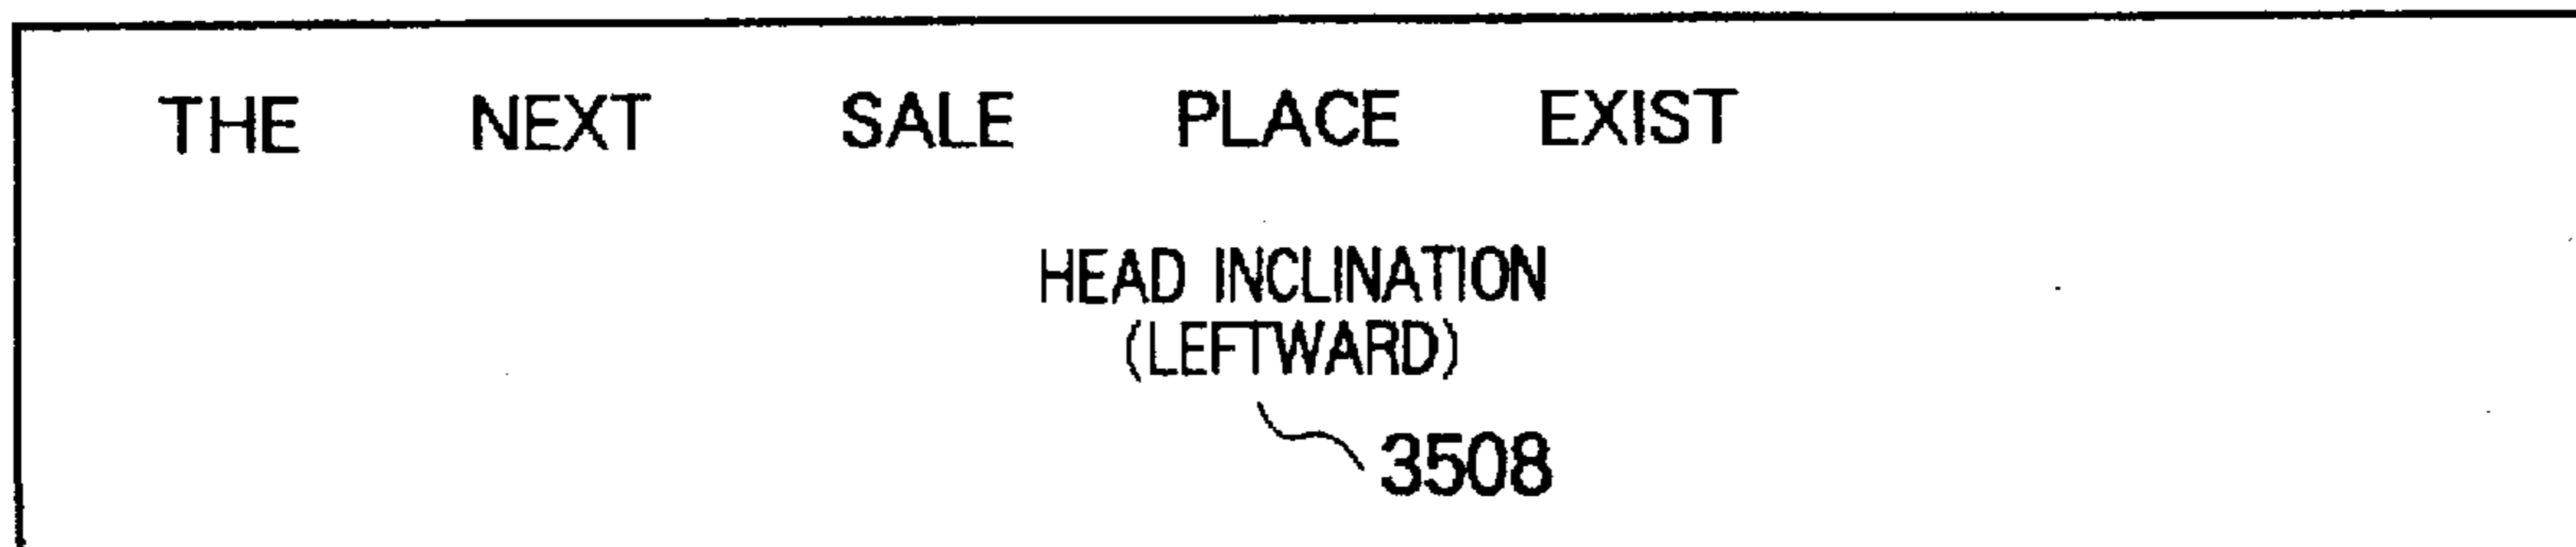 THE NEXT SALE PLACE EXIST
HEAD INCLINATION
(LEFTWARD)
3508